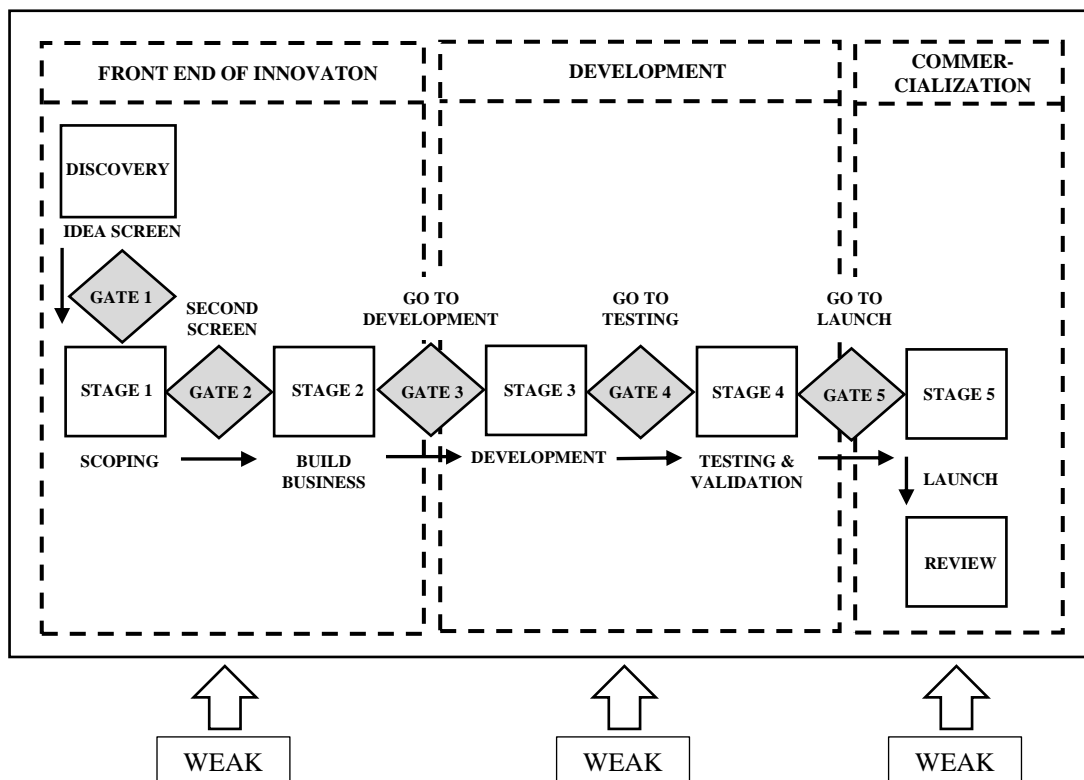 FRONT END OF INNOVATON
DEVELOPMENT
COMMER-
CIALIZATION
DISCOVERY
IDEA SCREEN
GATE 1
SECOND
SCREEN
GO TO
DEVELOPMENT
GO TO
TESTING
GO TO
LAUNCH
STAGE 1
GATE 2
STAGE 2
GATE 3
STAGE 3
GATE 4
STAGE 4
GATE 5
STAGE 5
SCOPING
BUILD
BUSINESS
DEVELOPMENT
TESTING &
VALIDATION
LAUNCH
REVIEW
WEAK
WEAK
WEAK